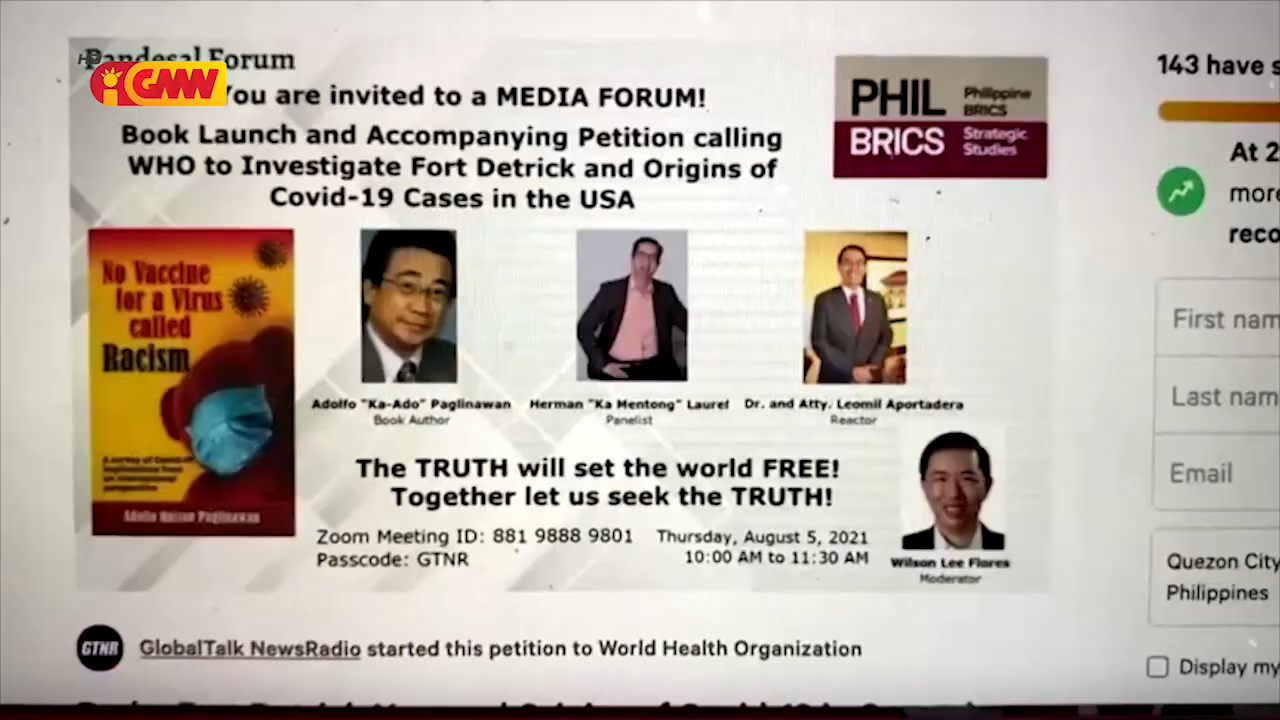 Pandesal Forum
HD
iGMW
You are invited to a MEDIA FORUM!
Book Launch and Accompanying Petition calling
WHO to Investigate Fort Detrick and Origins of
Covid-19 Cases in the USA
PHIL
BRICS
Philippine
BRICS
Strategic
Studies
No Vaccine
for a Virus
called
Racism
Adolfo Quizon Paglinawan
Adolfo "Ka-Ado" Paglinawan
Book Author
Herman "Ka Mentong" Laurel
Panelist
Dr. and Atty. Leomil Aportadera
Reactor
The TRUTH will set the world FREE!
Together let us seek the TRUTH!
Zoom Meeting ID: 881 9888 9801
Passcode: GTNR
Thursday, August 5, 2021
10:00 AM to 11:30 AM
Wilson Lee Flores
Moderator
GTNR
GlobalTalk NewsRadio started this petition to World Health Organization
143 have s
At 2
more
reco
First nam
Last nam
Email
Quezon City
Philippines
Display my